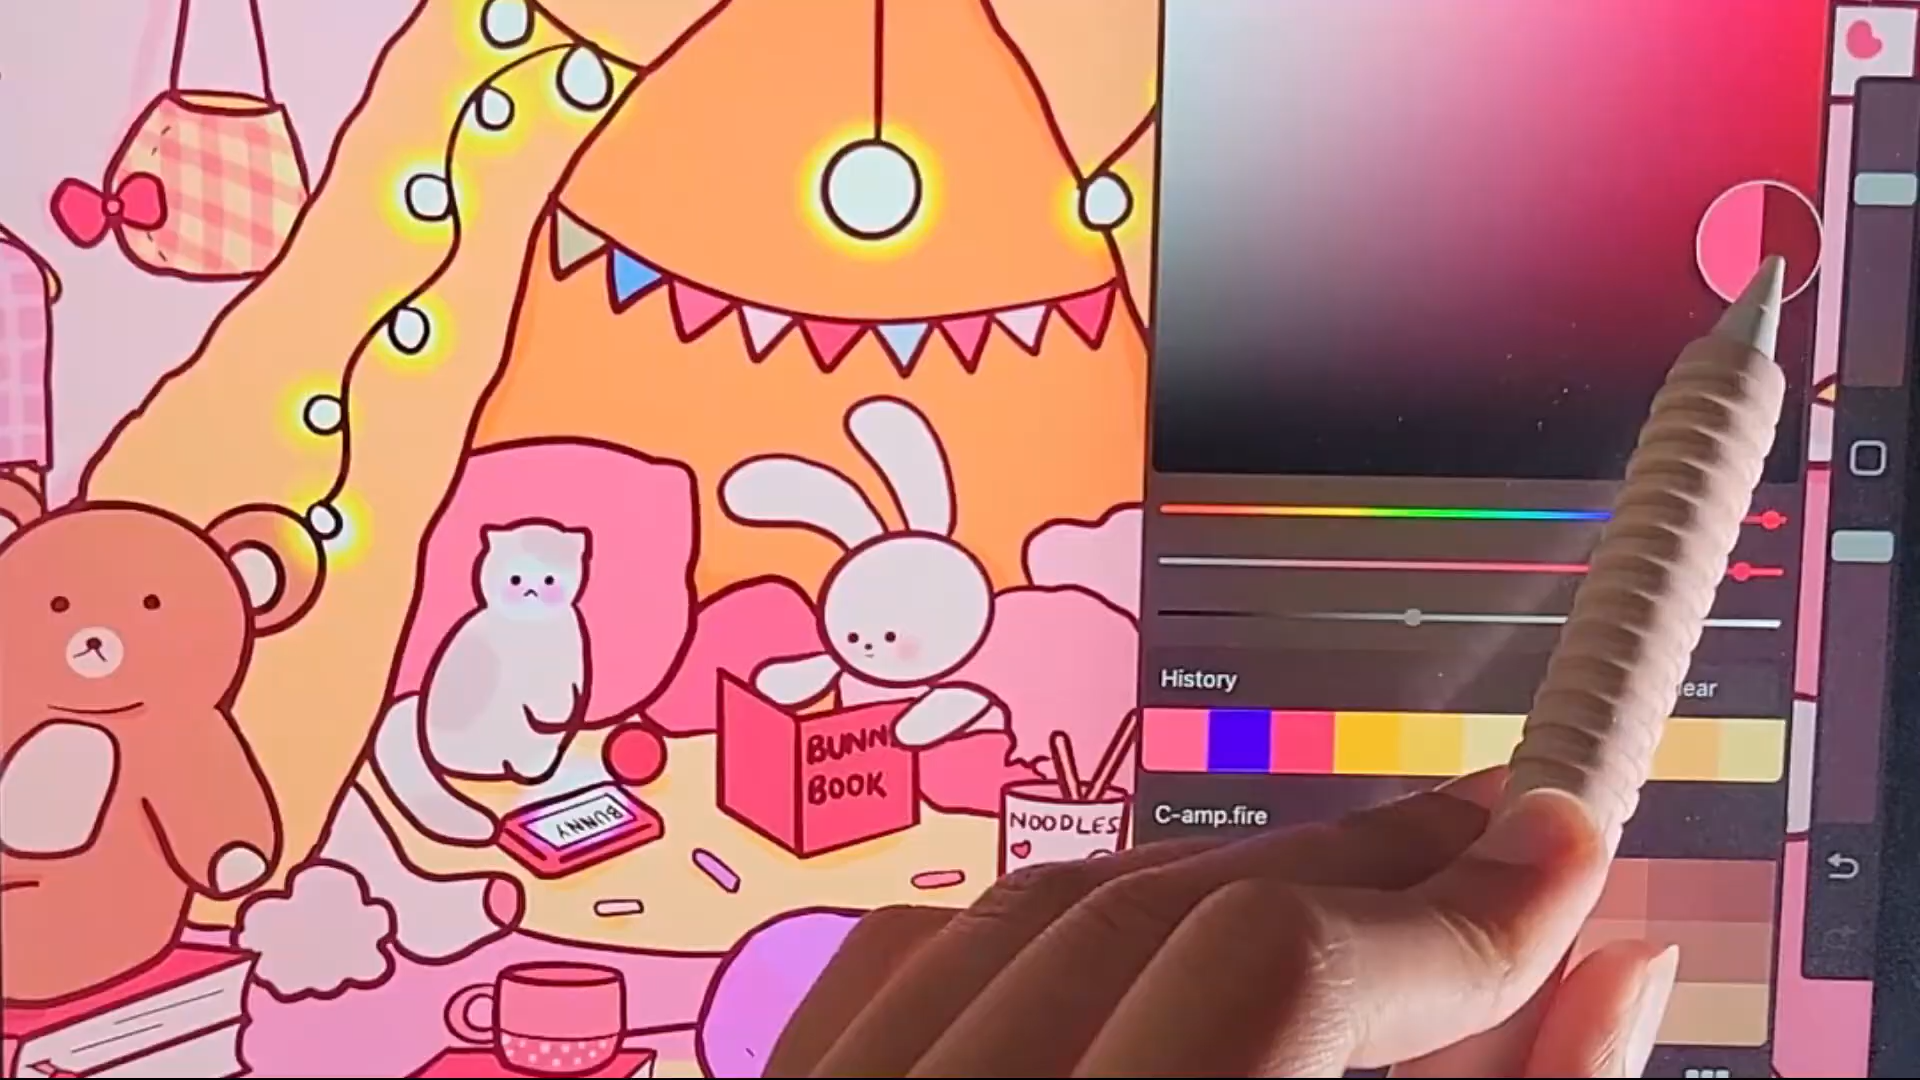 History
BUNN
BOOK
BUNNY
C-amp.fire
NOODLES